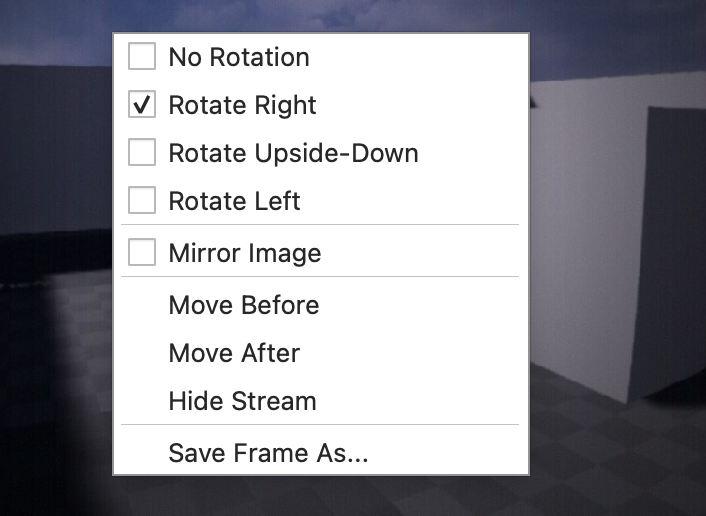 No Rotation
Rotate Right
Rotate Upside-Down
Rotate Left
Mirror Image
Move Before
Move After
Hide Stream
Save Frame As...